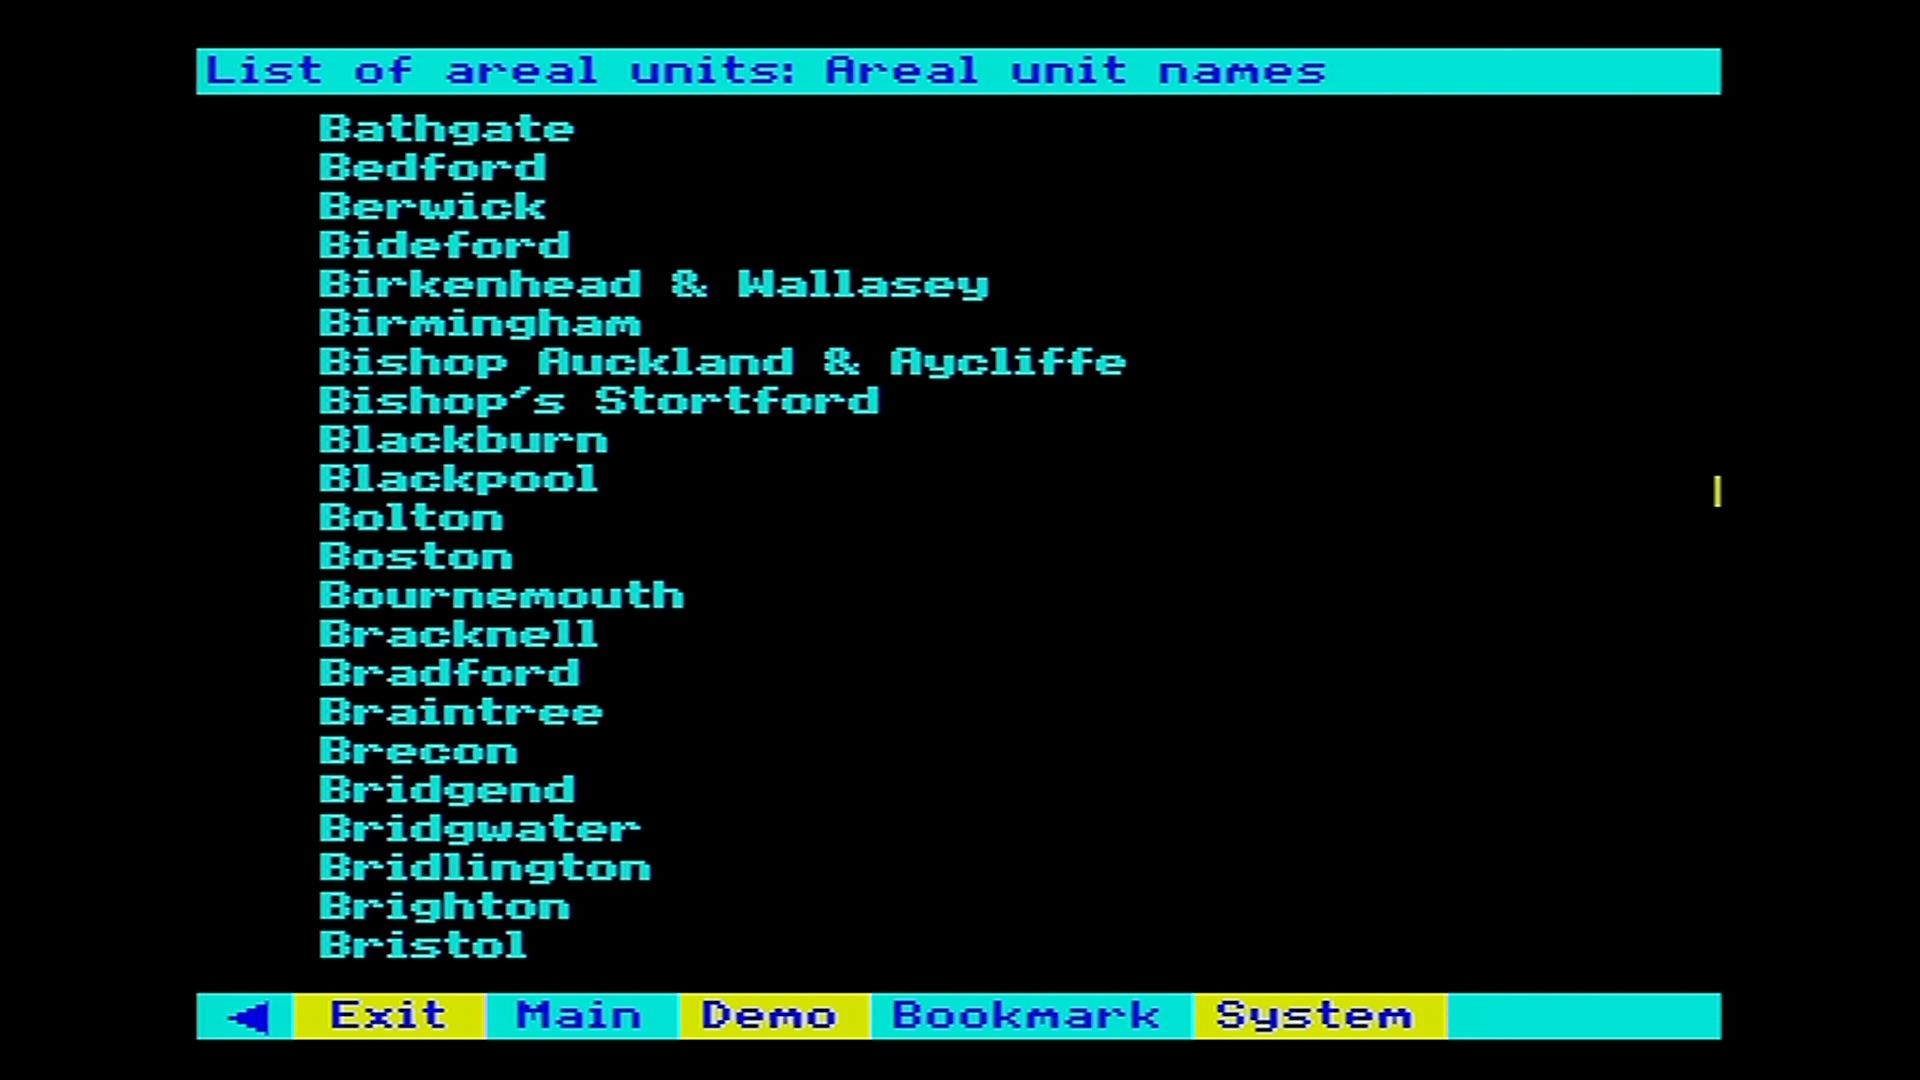 List of areal units: Areal unit names
Bathgate
Bedford
Berwick
Bideford
Birkenhead & Wallasey
Birmingham
Bishop Auckland & Aycliffe
Bishop's Stortford
Blackburn
Blackpool
Bolton
Boston
Bournemouth
Bracknell
Bradford
Braintree
Brecon
Bridgend
Bridgwater
Bridlington
Brighton
Bristol
Exit Main Demo Bookmark System